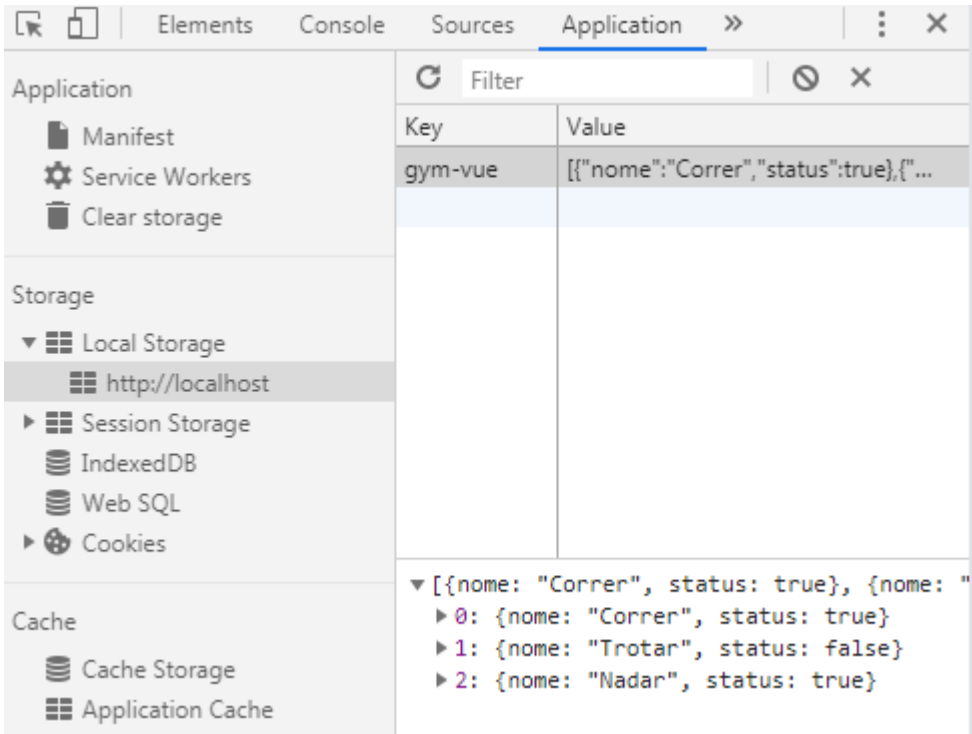 Elements Console Sources Application »
Application
Manifest
Service Workers
Clear storage
Storage
Local Storage
http://localhost
Session Storage
IndexedDB
Web SQL
Cookies
Cache
Cache Storage
Application Cache
Filter
Key Value
gym-vue [{"nome":"Correr","status":true},{"...
[{nome: "Correr", status: true}, {nome: "
0: {nome: "Correr", status: true}
1: {nome: "Trotar", status: false}
2: {nome: "Nadar", status: true}